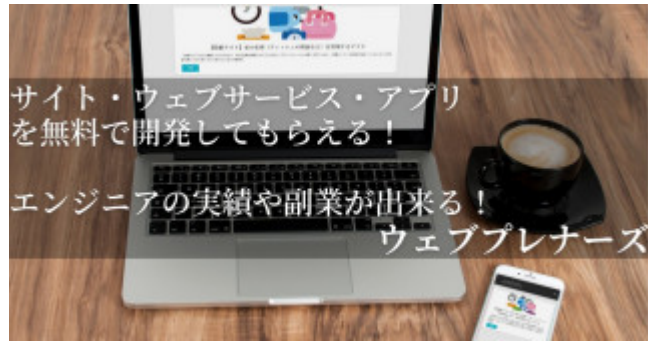 サイト・ウェブサービス・アプリ
を無料で開発してもらえる！
エンジニアの実績や副業が出来る！
ウェブプレナーズ